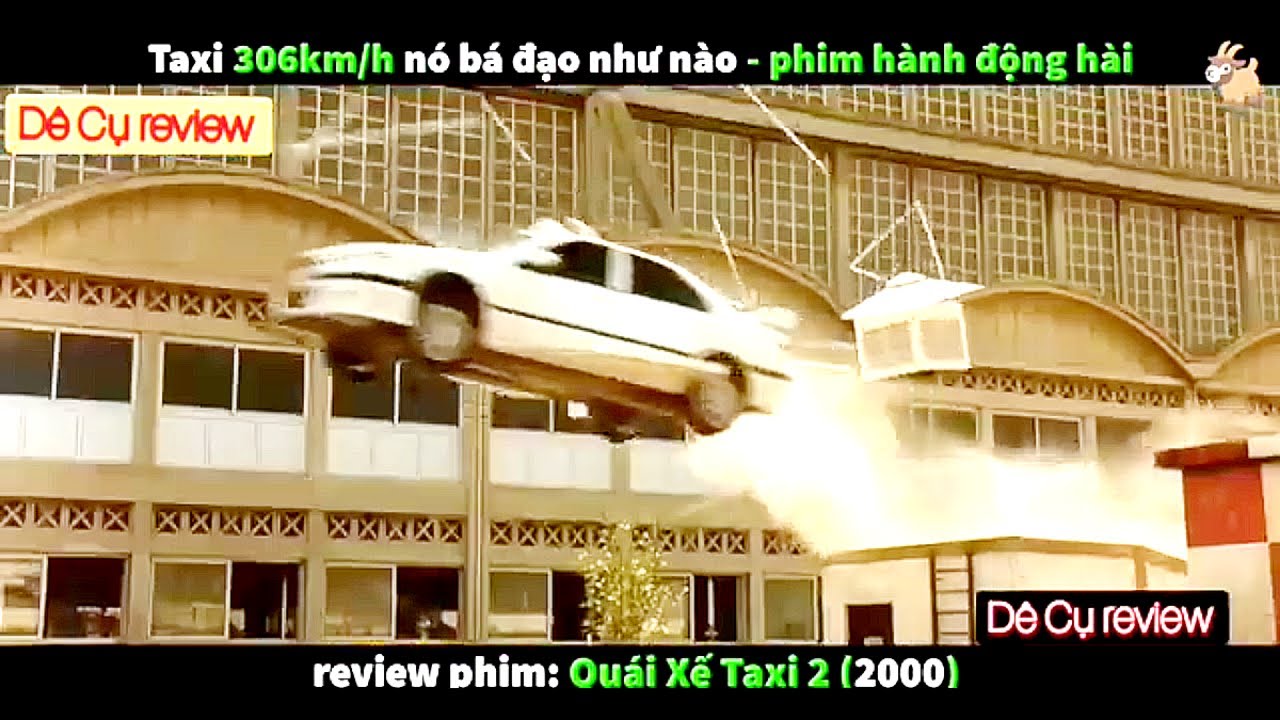 Taxi 306km/h nó bá đạo như nào - phim hành động hài
Dê Cụ review
Dê Cụ review
review phim: Quái Xế Taxi 2 (2000)